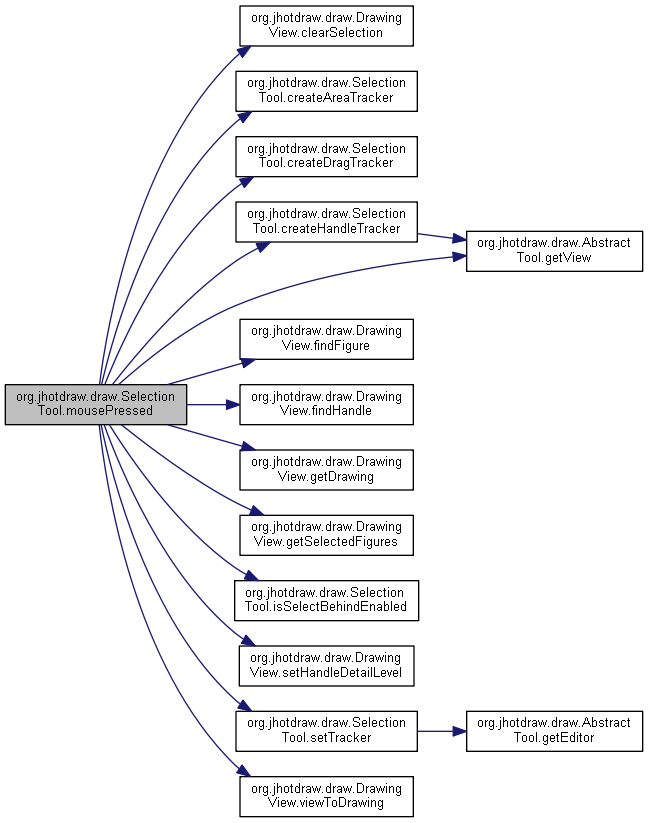 org.jhotdraw.draw.Drawing
View.clearSelection
org.jhotdraw.draw.Selection
Tool.createAreaTracker
org.jhotdraw.draw.Selection
Tool.createDragTracker
org.jhotdraw.draw.Selection
Tool.createHandleTracker
org.jhotdraw.draw.Abstract
Tool.getView
org.jhotdraw.draw.Drawing
View.findFigure
org.jhotdraw.draw.Selection
Tool.mousePressed
org.jhotdraw.draw.Drawing
View.findHandle
org.jhotdraw.draw.Drawing
View.getDrawing
org.jhotdraw.draw.Drawing
View.getSelectedFigures
org.jhotdraw.draw.Selection
Tool.isSelectBehindEnabled
org.jhotdraw.draw.Drawing
View.setHandleDetailLevel
org.jhotdraw.draw.Selection
Tool.setTracker
org.jhotdraw.draw.Abstract
Tool.getEditor
org.jhotdraw.draw.Drawing
View.viewToDrawing